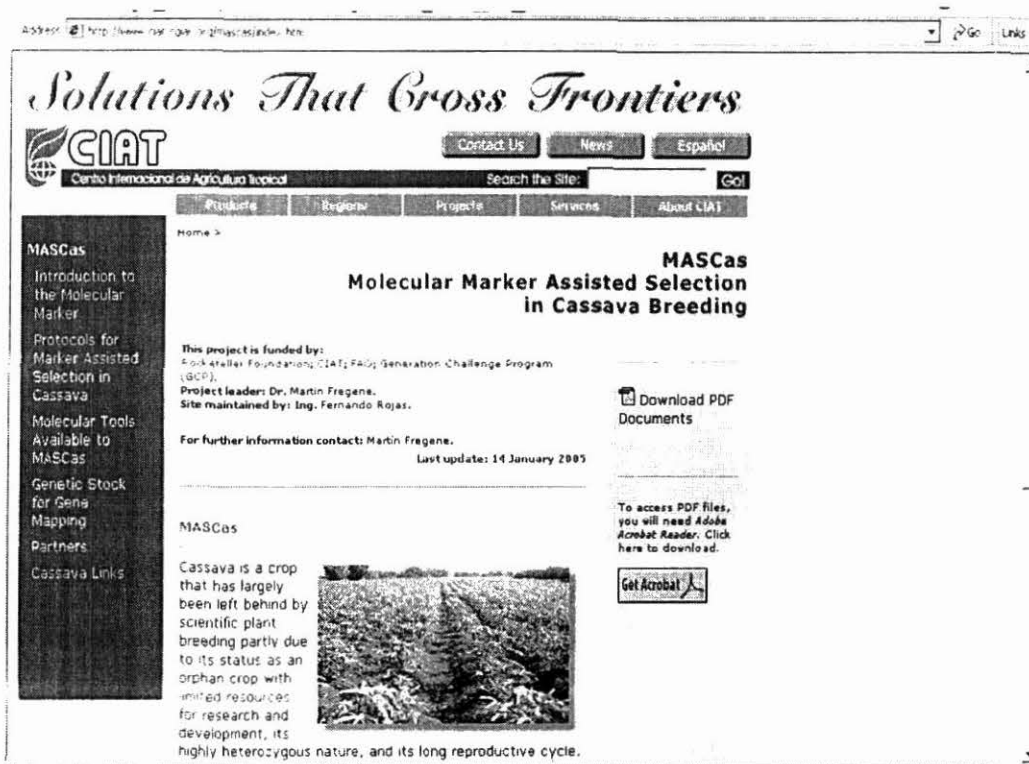 Address
Go Links
Solutions That Cross Frontiers
CIAT
Contact Us News Español
Centro Internacional de Agricultura Tropical Search the Site: Go!
Products Regions Projects Services About CIAT
Home >
MASCas
Introduction to
the Molecular
Marker
Protocols for
Marker Assisted
Selection in
Cassava
Molecular Tools
Available to
MASCas
Genetic Stock
for Gene
Mapping
Partners
Cassava Links
MASCas
Molecular Marker Assisted Selection
in Cassava Breeding
This project is funded by:
Rockefeller Foundation; CIAT; FAO; Generation Challenge Program
(GCP).
Project leader: Dr. Martin Fregene.
Site maintained by: Ing. Fernando Rojas.
For further information contact: Martin Fregene.
Last update: 14 January 2005
Download PDF
Documents
To access PDF files,
you will need Adobe
Acrobat Reader. Click
here to download.
Get Acrobat
MASCas
Cassava is a crop
that has largely
been left behind by
scientific plant
breeding partly due
to its status as an
orphan crop with
limited resources
for research and
development, its
highly heterozygous nature, and its long reproductive cycle.